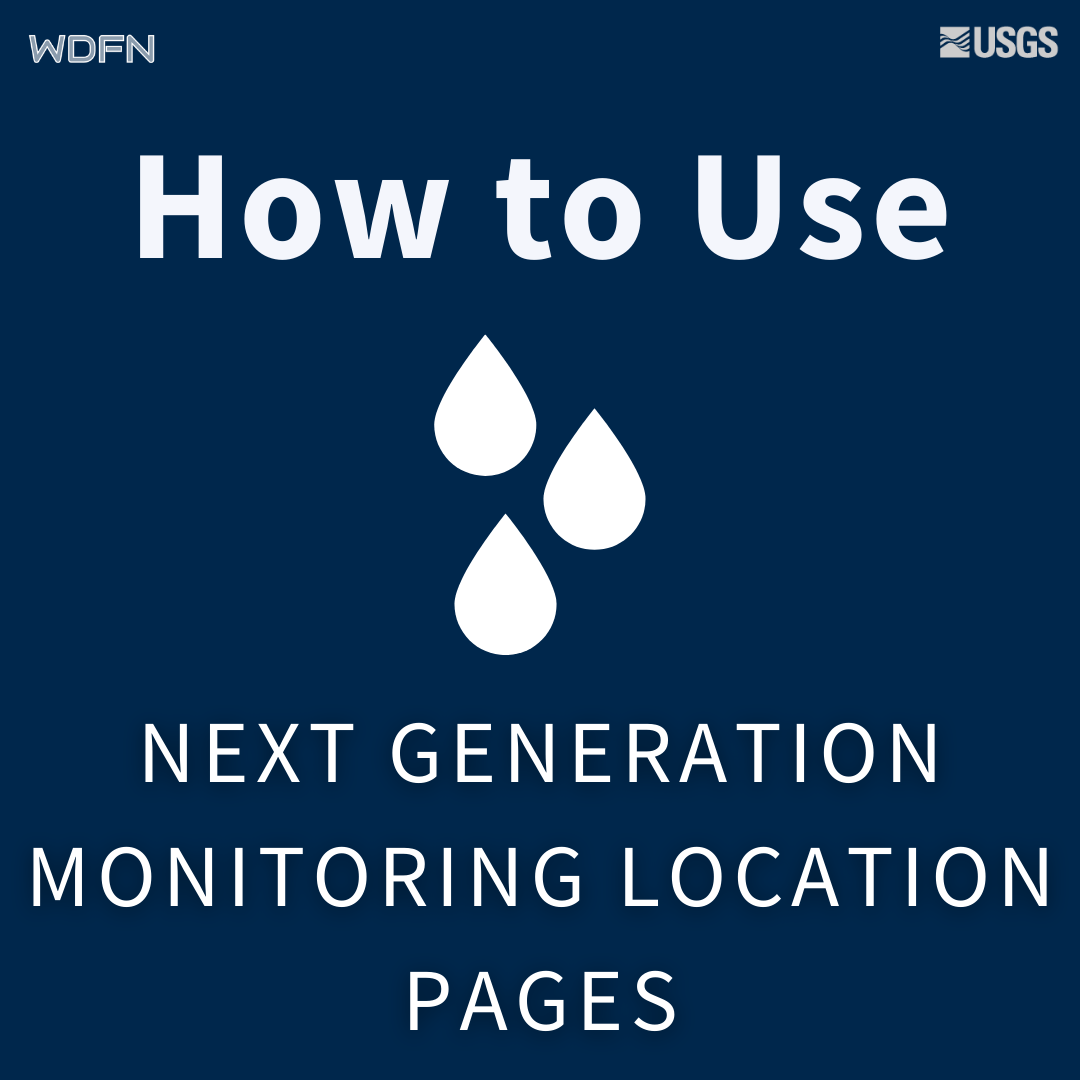 WDFN
USGS
How to Use
NEXT GENERATION
MONITORING LOCATION
PAGES